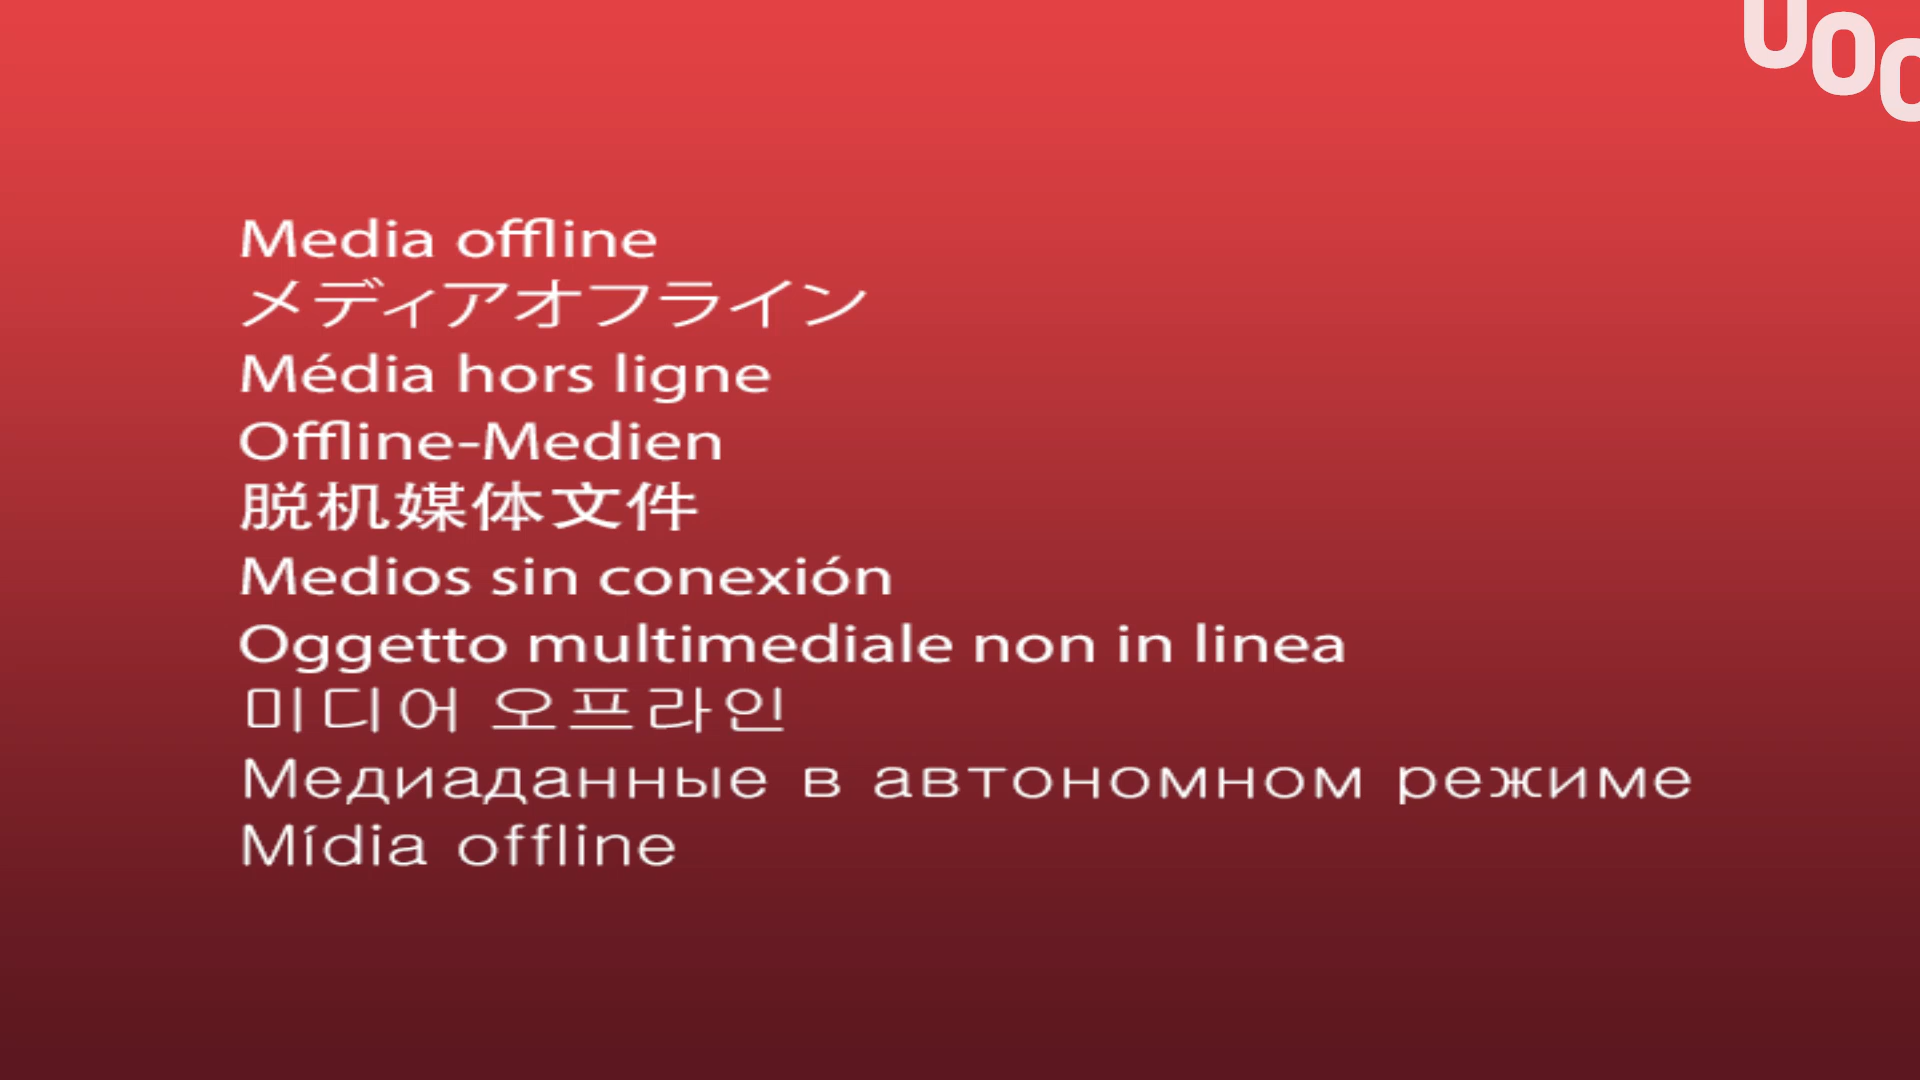 UOC
Media offline
メディアオフライン
Média hors ligne
Offline-Medien
脱机媒体文件
Medios sin conexión
Oggetto multimediale non in linea
미디어 오프라인
Медиаданные в автономном режиме
Mídia offline